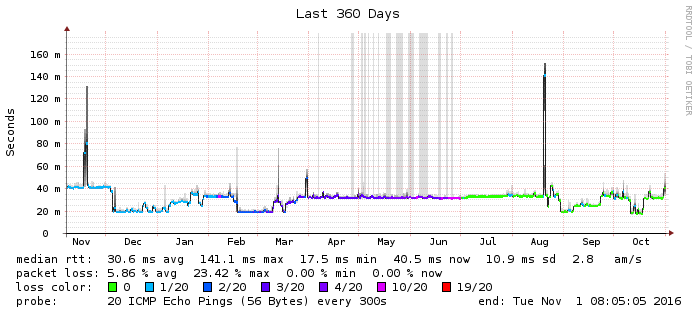 Last 360 Days
RRDTOOL / TOBI OETIKER
Seconds
160 m
140 m
120 m
100 m
80 m
60 m
40 m
20 m
0
Nov Dec Jan Feb Mar Apr May Jun Jul Aug Sep Oct
median rtt: 30.6 ms avg 141.1 ms max 17.5 ms min 40.5 ms now 10.9 ms sd 2.8 am/s
packet loss: 5.86 % avg 23.42 % max 0.00 % min 0.00 % now
loss color: 0 1/20 2/20 3/20 4/20 10/20 19/20
probe: 20 ICMP Echo Pings (56 Bytes) every 300s end: Tue Nov 1 08:05:05 2016